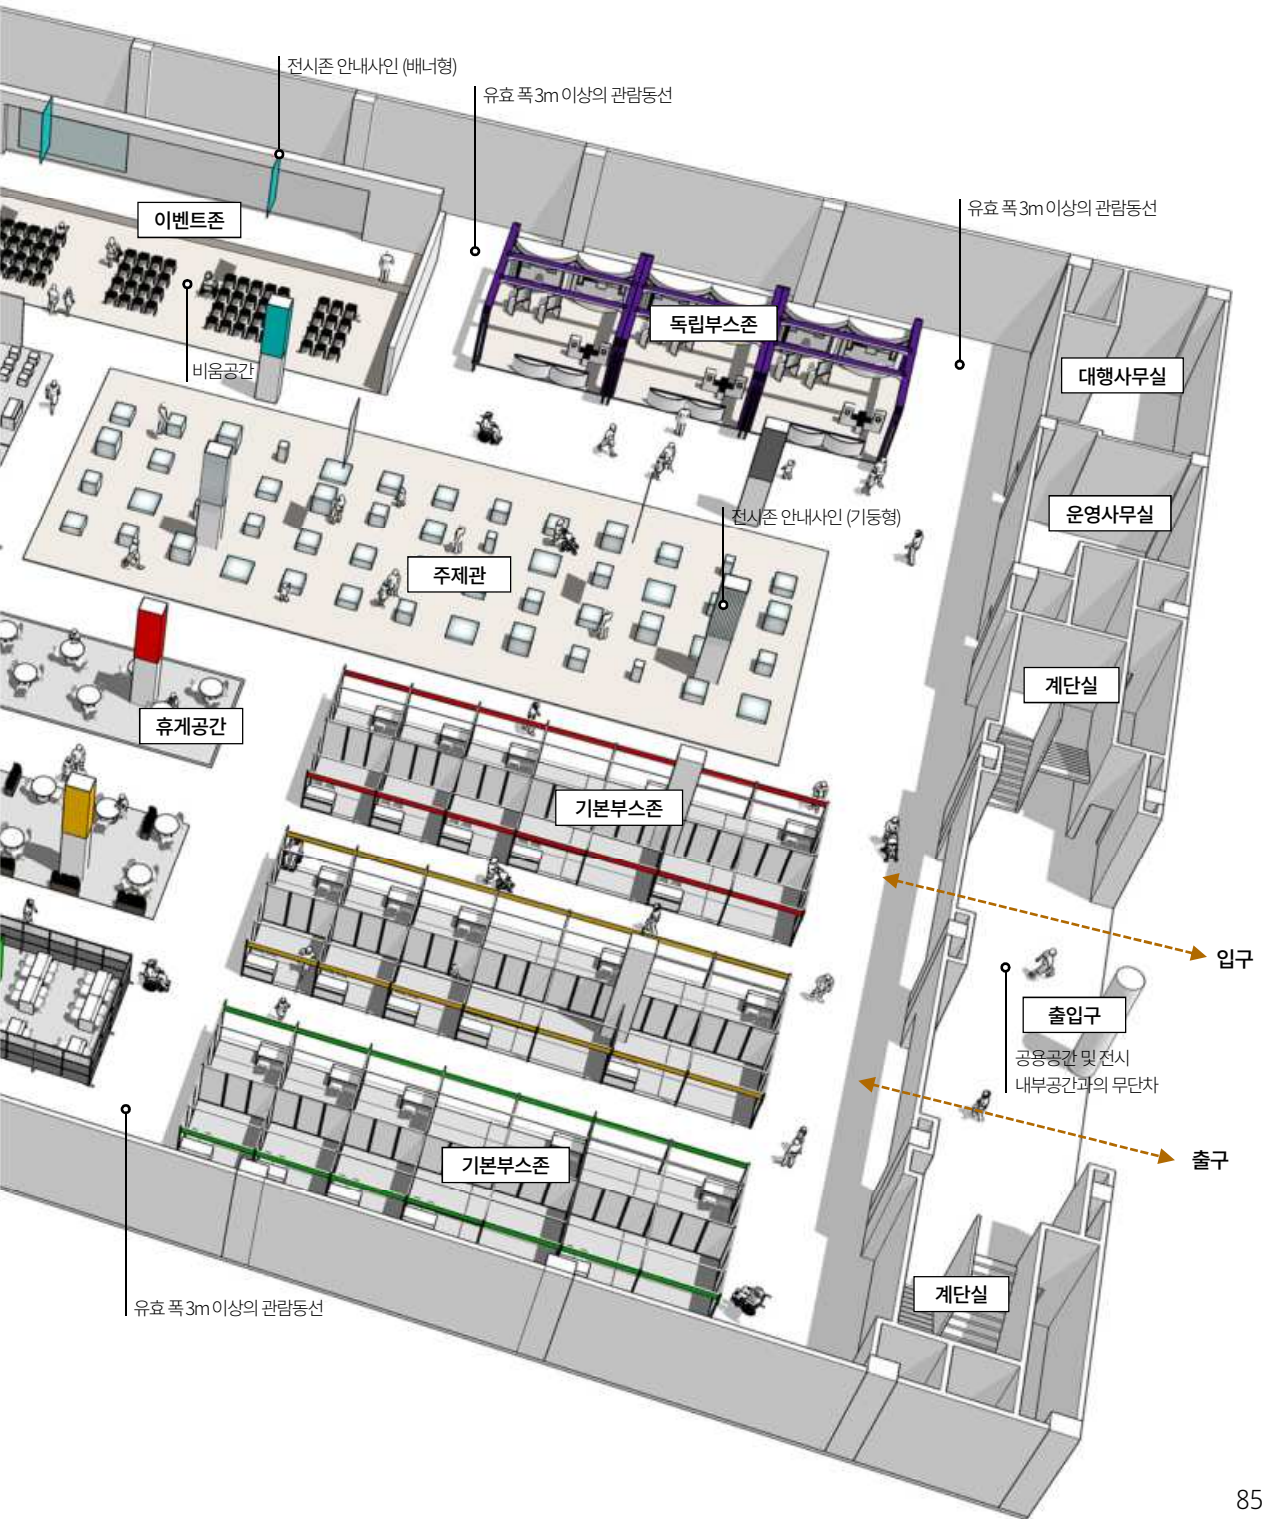 전시존 안내사인 (배너형)
유효 폭 3m 이상의 관람동선
유효 폭 3m 이상의 관람동선
이벤트존
독립부스존
비움공간
대행사무실
운영사무실
전시존 안내사인 (기둥형)
주제관
계단실
휴게공간
기본부스존
입구
출입구
공용공간 및 전시
내부공간과의 무단차
기본부스존
출구
계단실
유효 폭 3m 이상의 관람동선
85